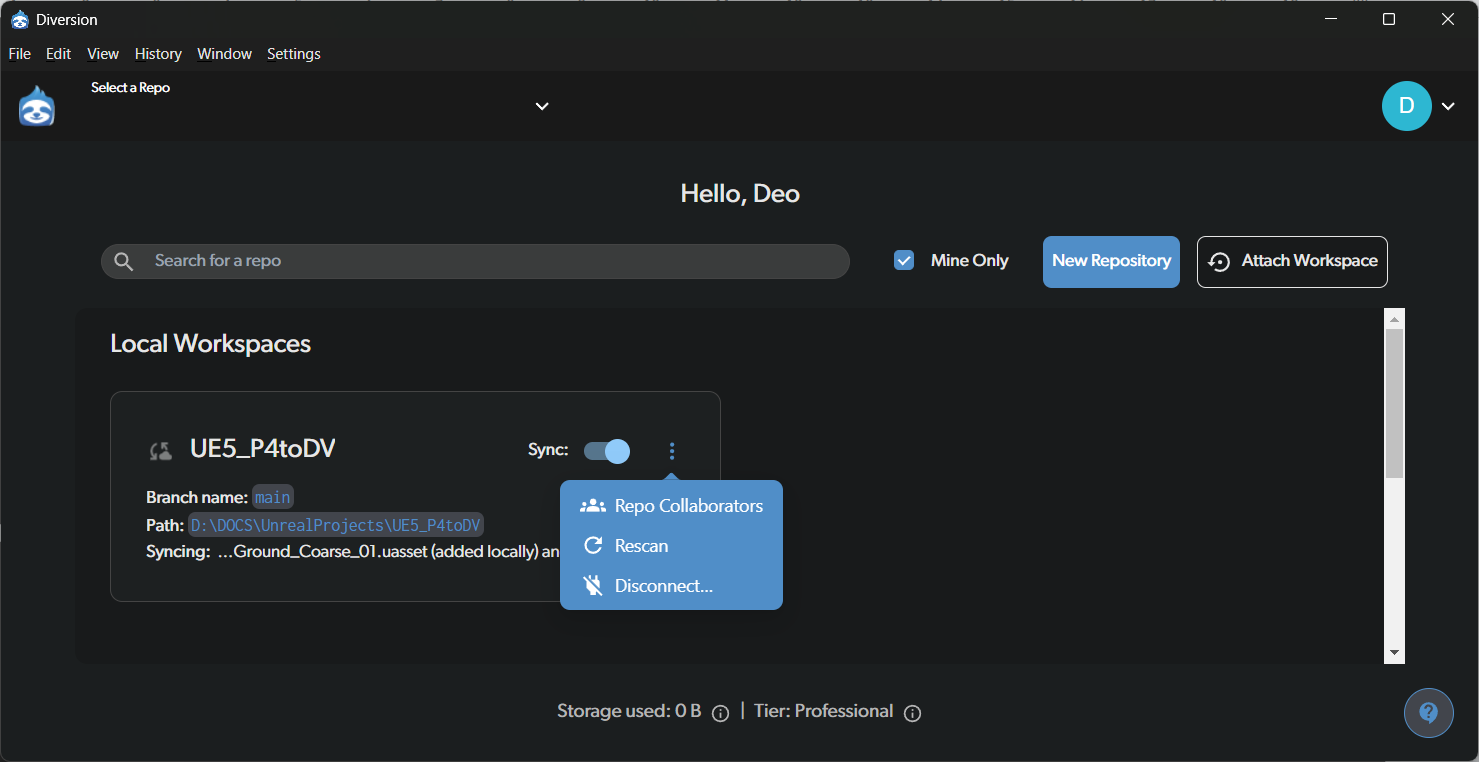 Diversion
File Edit View History Window Settings
Select a Repo
D
Hello, Deo
Search for a repo
Mine Only
New Repository
Attach Workspace
Local Workspaces
UE5_P4toDV
Sync:
Branch name: main
Path: D:\DOCS\UnrealProjects\UE5_P4toDV
Syncing: ...Ground_Coarse_01.uasset (added locally) an
Repo Collaborators
Rescan
Disconnect...
Storage used: 0 B | Tier: Professional